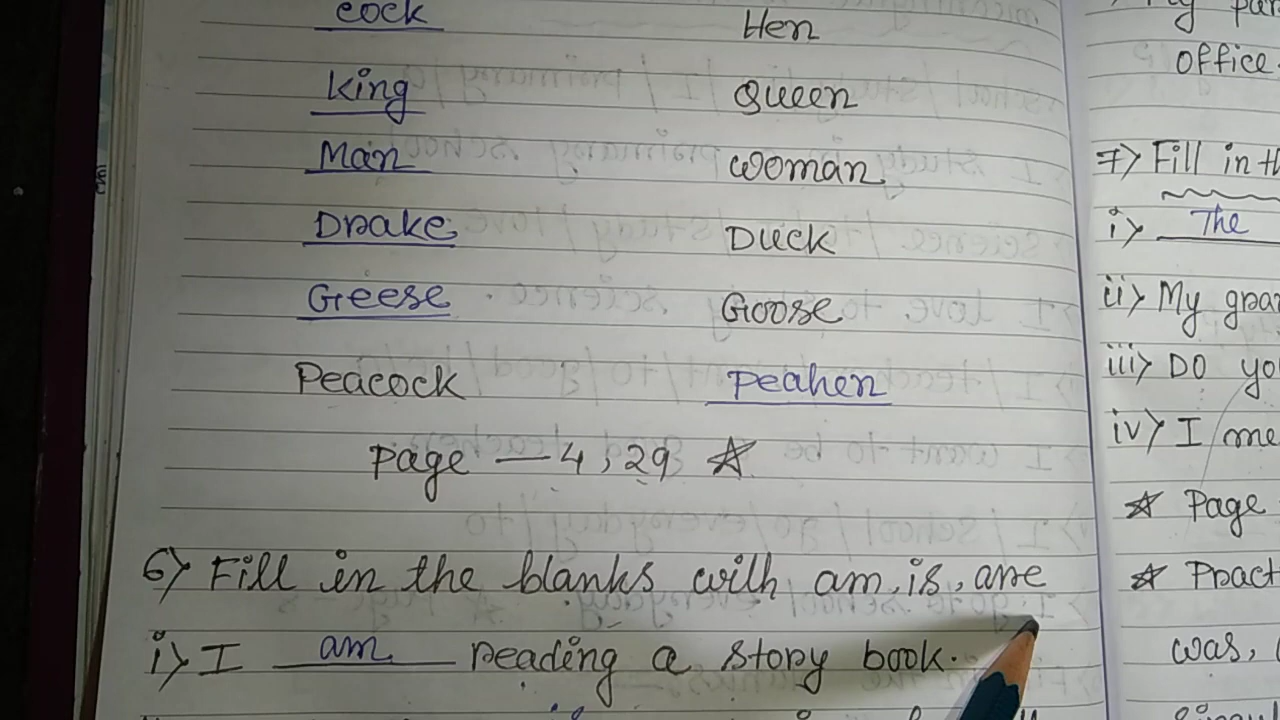 cock Hen
King Queen
Man Woman
Drake Duck
Geese Goose
Peacock Peahen
Page — 4, 29 ☆
6) Fill in the blanks with am, is, are
i) I am reading a story book.
office.
7) Fill in th
i) The
ii) My gran
iii) Do yo
iv) I me
☆ Page
☆ Pract
was,